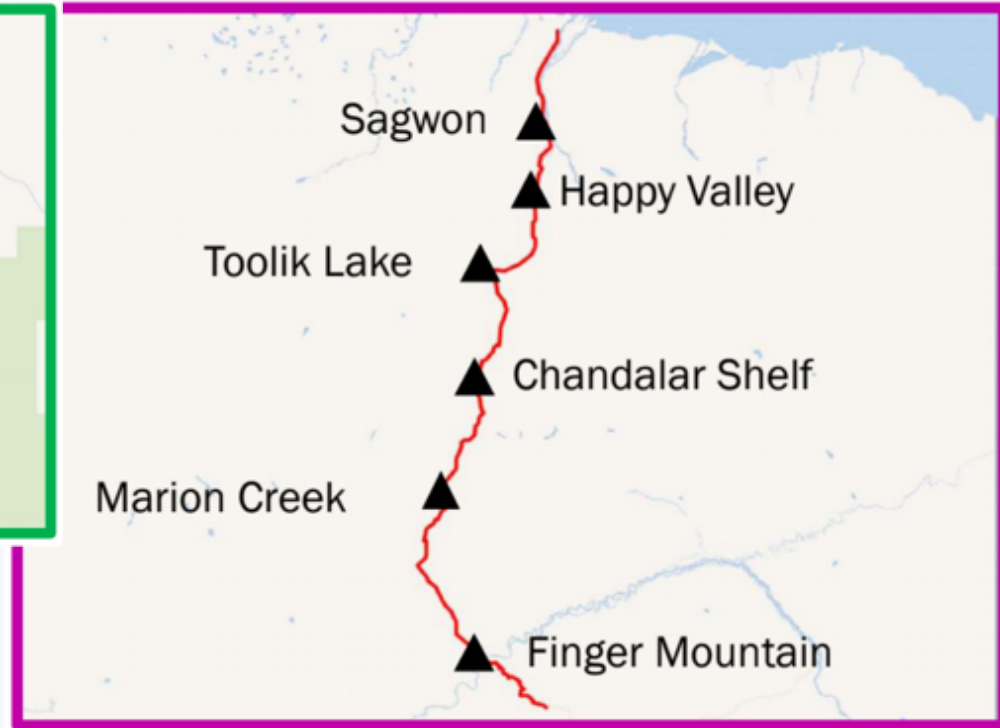 Sagwon
Happy Valley
Toolik Lake
Chandalar Shelf
Marion Creek
Finger Mountain